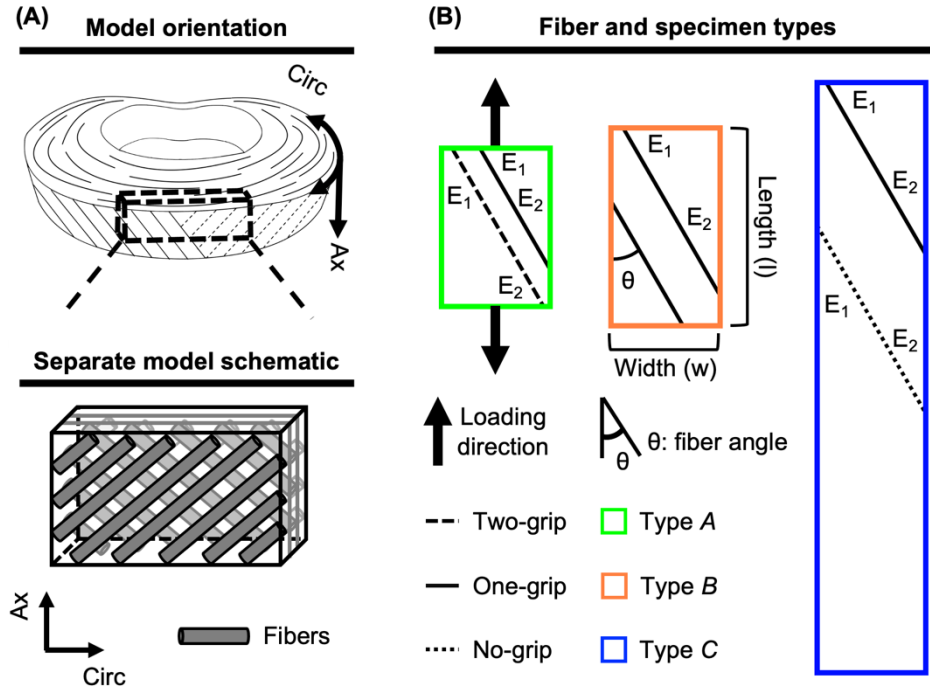 (A)
Model orientation
Circ
Ax
Separate model schematic
Ax
Circ
Fibers
(B)
Fiber and specimen types
E₁
E₁
E₂
E₂
E₁
E₂
θ
Length (l)
Width (w)
E₁
E₂
E₁
E₂
Loading
direction
θ
θ: fiber angle
Two-grip
Type A
One-grip
Type B
No-grip
Type C